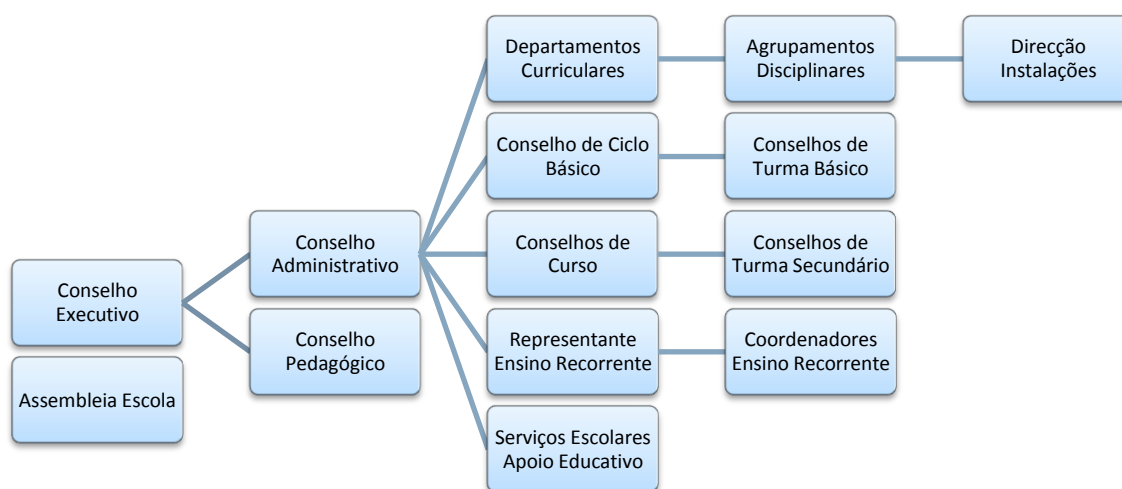 Departamentos
Curriculares
Agrupamentos
Disciplinares
Direcção
Instalações
Conselho de Ciclo
Básico
Conselhos de
Turma Básico
Conselho
Administrativo
Conselhos de
Curso
Conselhos de
Turma Secundário
Conselho
Executivo
Conselho
Pedagógico
Representante
Ensino Recorrente
Coordenadores
Ensino Recorrente
Assembleia Escola
Serviços Escolares
Apoio Educativo